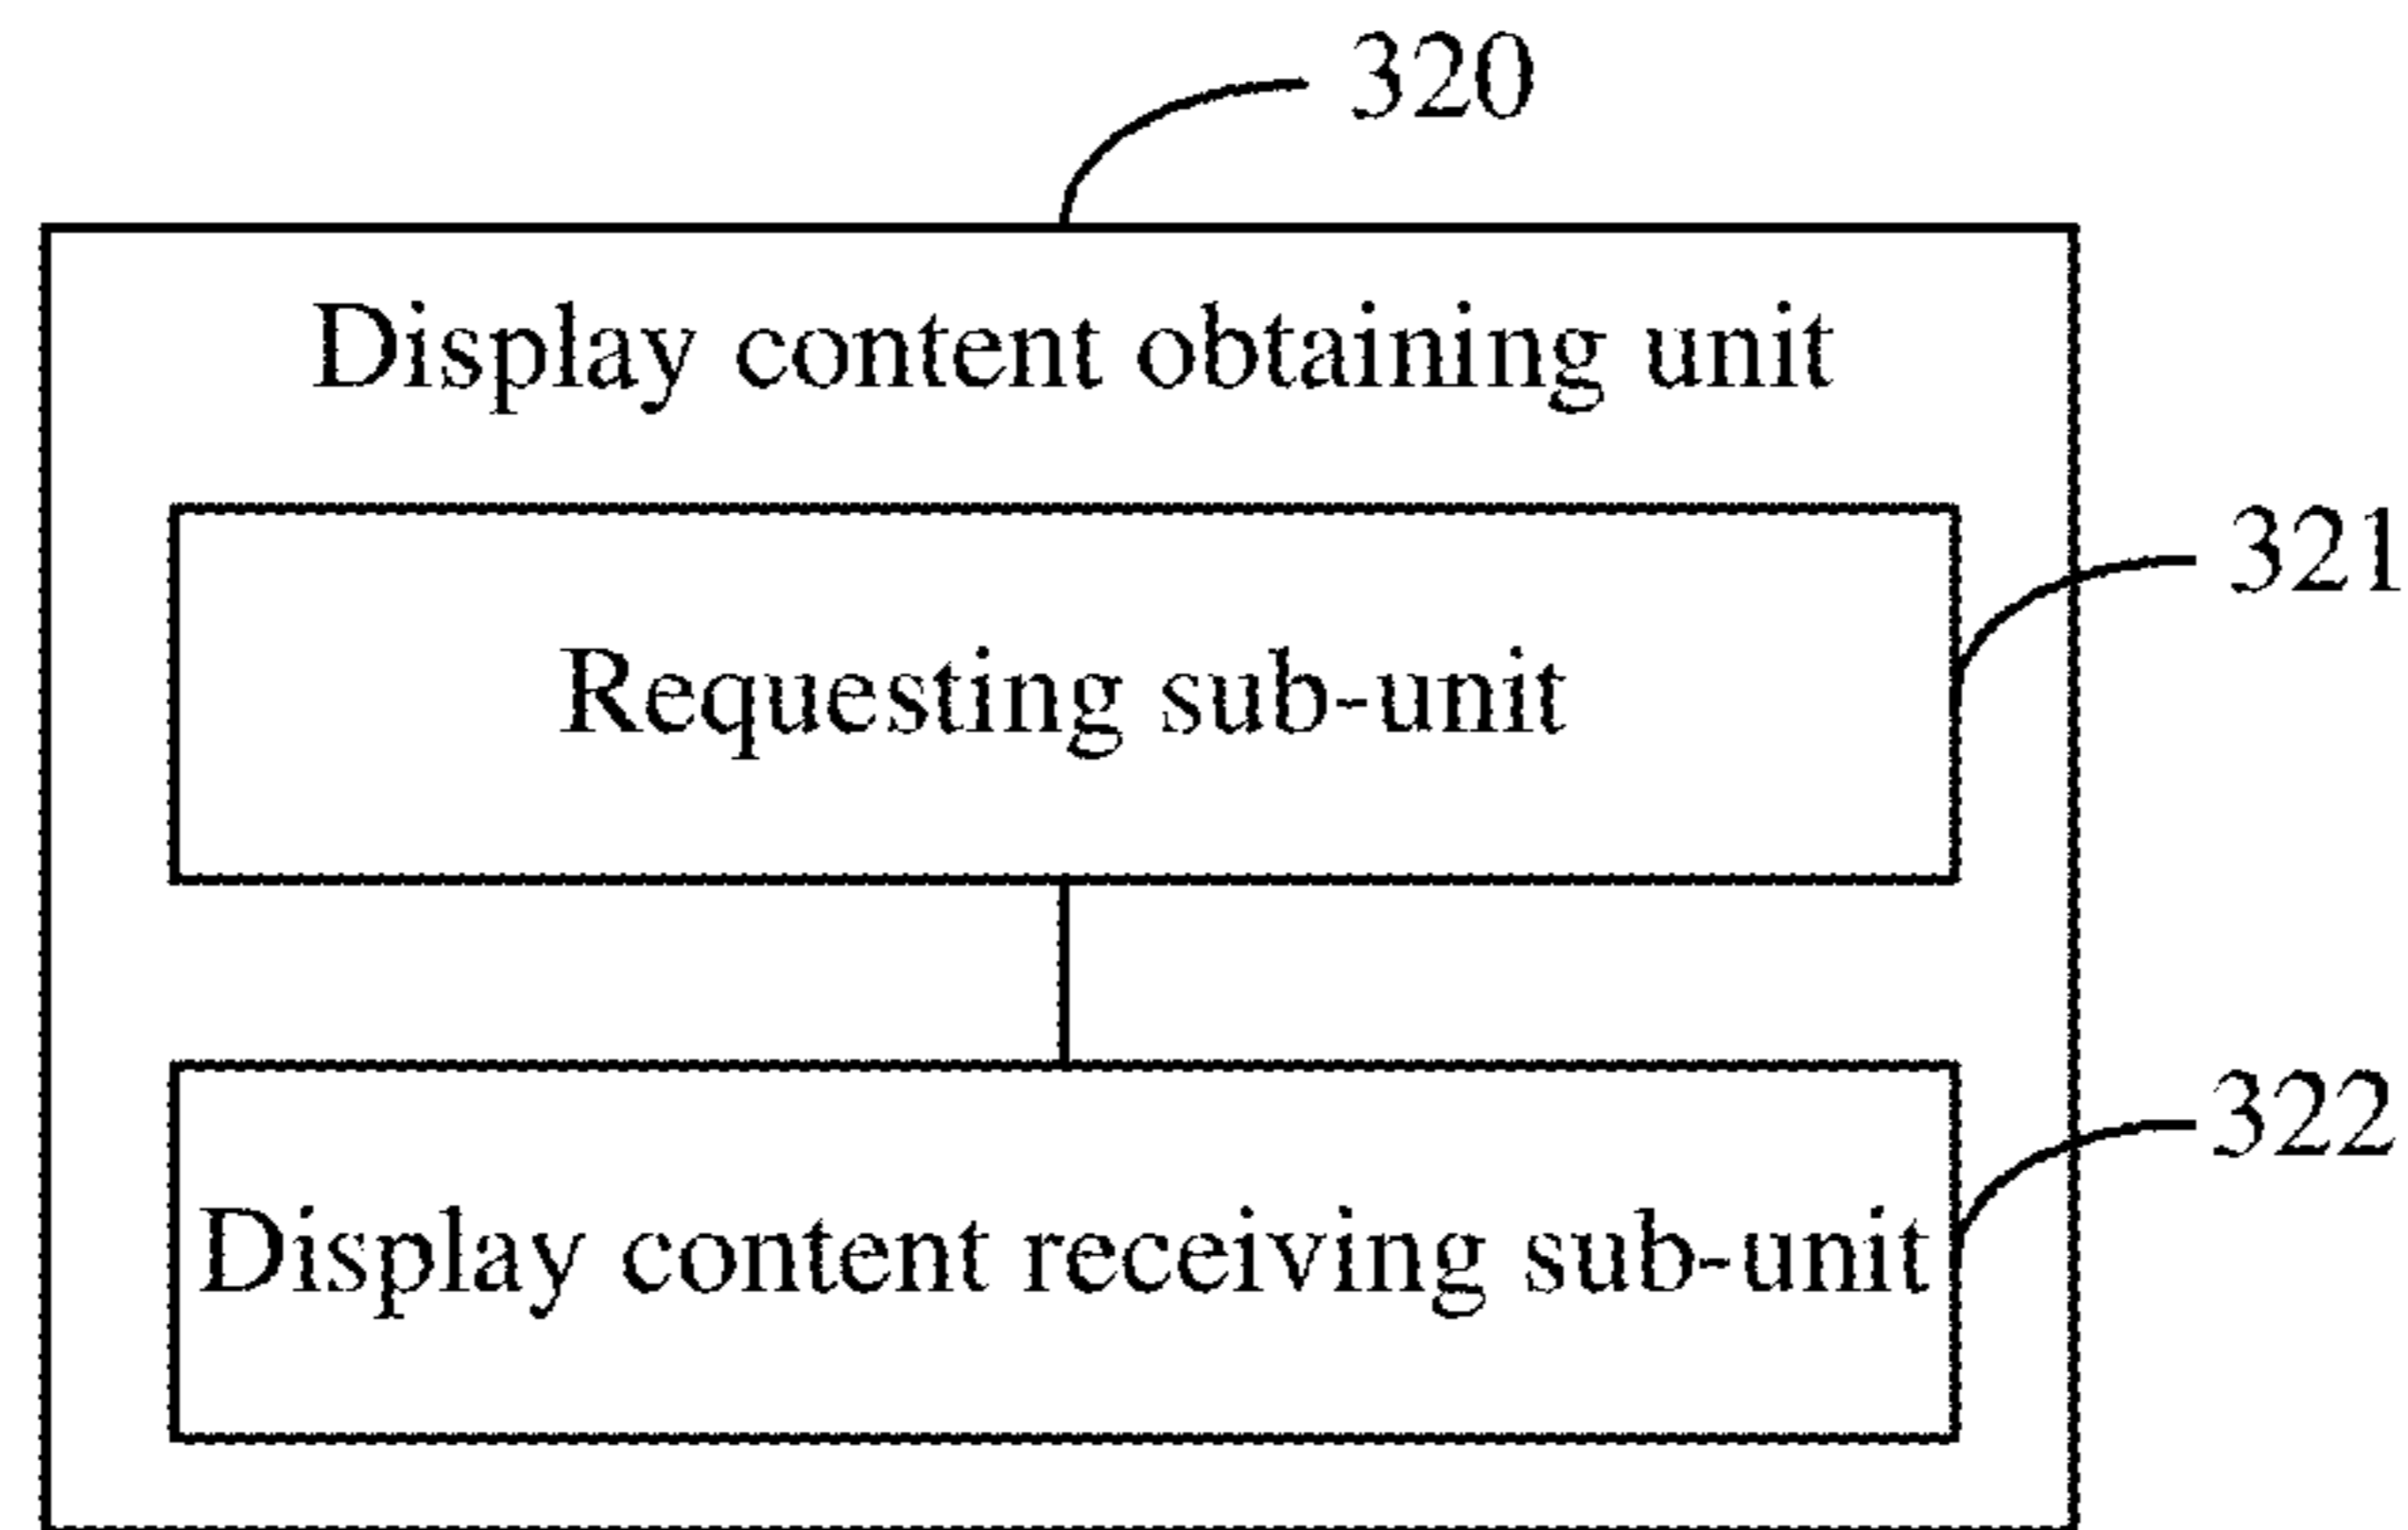 320
Display content obtaining unit
321
Requesting sub-unit
322
Display content receiving sub-unit